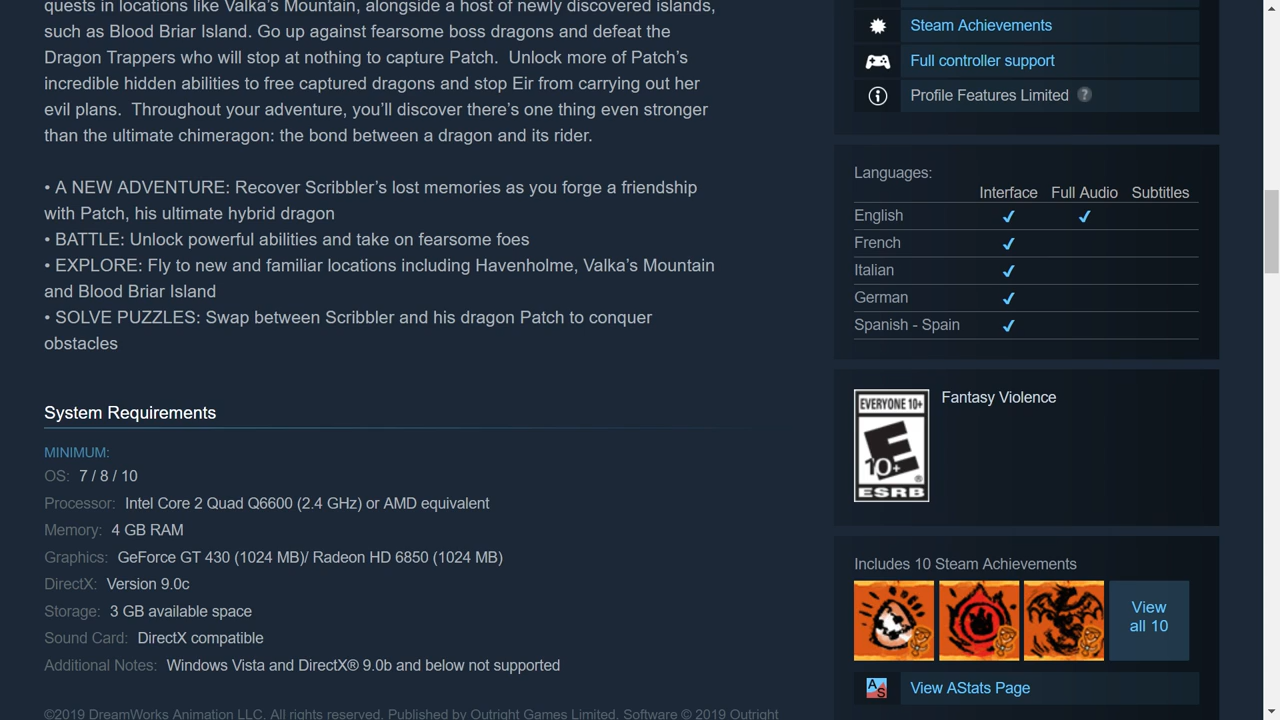 quests in locations like Valka's Mountain, alongside a host of newly discovered islands,
such as Blood Briar Island. Go up against fearsome boss dragons and defeat the
Dragon Trappers who will stop at nothing to capture Patch.  Unlock more of Patch's
incredible hidden abilities to free captured dragons and stop Eir from carrying out her
evil plans.  Throughout your adventure, you'll discover there's one thing even stronger
than the ultimate chimeragon: the bond between a dragon and its rider.
• A NEW ADVENTURE: Recover Scribbler's lost memories as you forge a friendship
with Patch, his ultimate hybrid dragon
• BATTLE: Unlock powerful abilities and take on fearsome foes
• EXPLORE: Fly to new and familiar locations including Havenholme, Valka's Mountain
and Blood Briar Island
• SOLVE PUZZLES: Swap between Scribbler and his dragon Patch to conquer
obstacles
System Requirements
MINIMUM:
OS: 7 / 8 / 10
Processor: Intel Core 2 Quad Q6600 (2.4 GHz) or AMD equivalent
Memory: 4 GB RAM
Graphics: GeForce GT 430 (1024 MB)/ Radeon HD 6850 (1024 MB)
DirectX: Version 9.0c
Storage: 3 GB available space
Sound Card: DirectX compatible
Additional Notes: Windows Vista and DirectX® 9.0b and below not supported
©2019 DreamWorks Animation LLC. All rights reserved. Published by Outright Games Limited. Software © 2019 Outright
Steam Achievements
Full controller support
Profile Features Limited ?
Languages:
Interface Full Audio Subtitles
English ✔ ✔
French ✔
Italian ✔
German ✔
Spanish - Spain ✔
EVERYONE 10+
E
10+
®
ESRB
Fantasy Violence
Includes 10 Steam Achievements
View
all 10
AS
View AStats Page